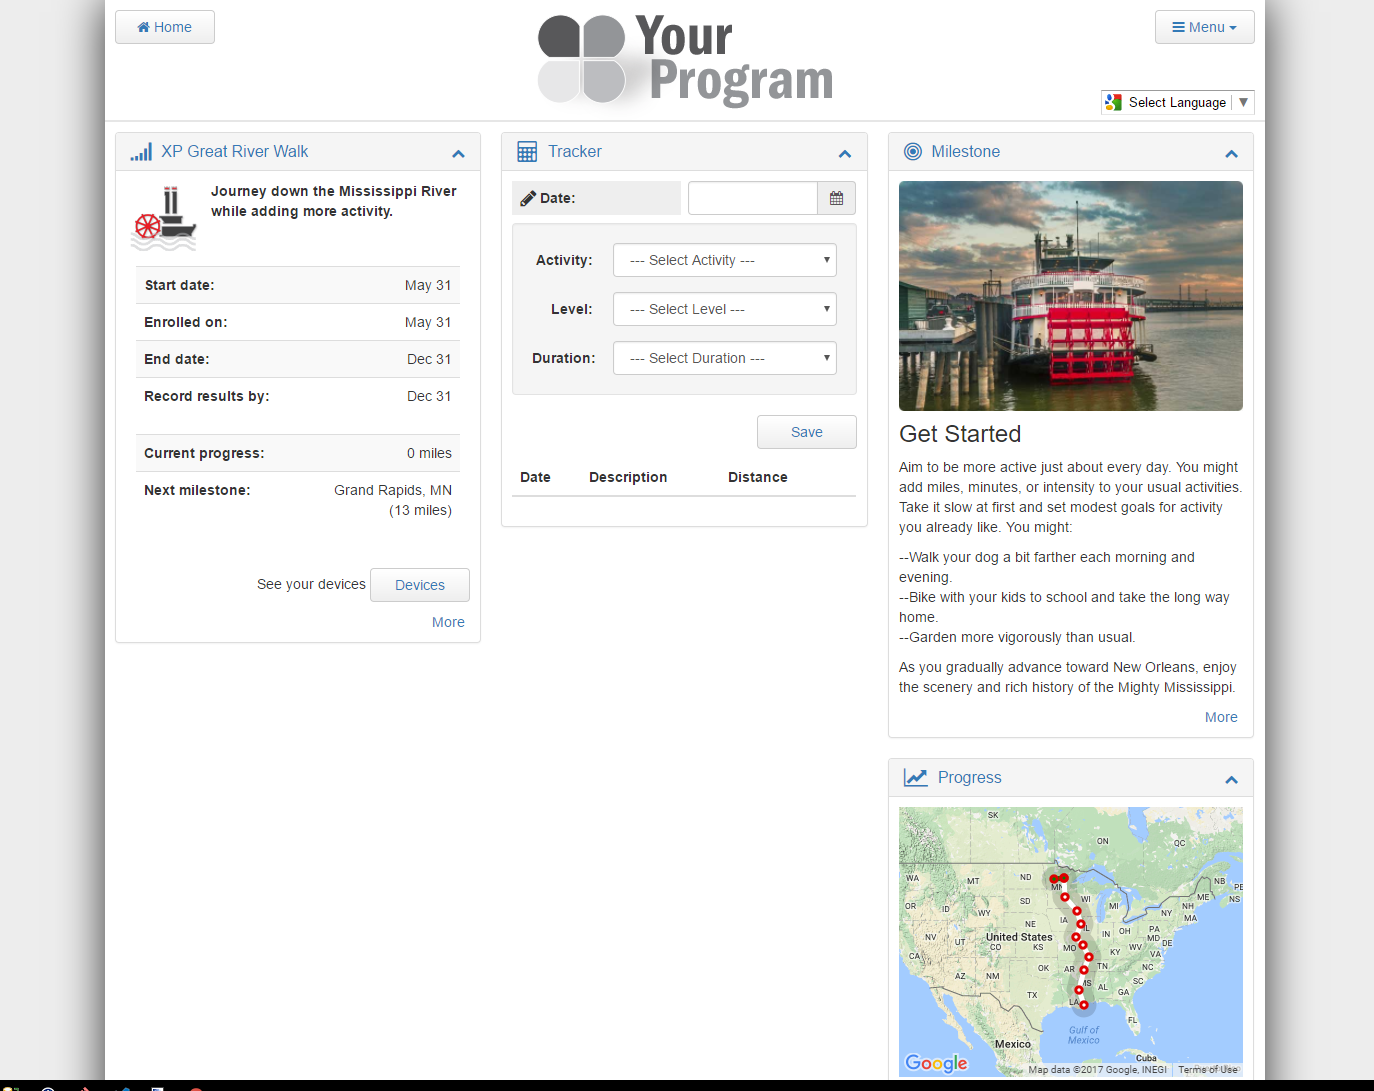 Home
Your
Program
Menu
Select Language
XP Great River Walk
Journey down the Mississippi River
while adding more activity.
Start date: May 31
Enrolled on: May 31
End date: Dec 31
Record results by: Dec 31
Current progress: 0 miles
Next milestone: Grand Rapids, MN
(13 miles)
See your devices Devices
More
Tracker
Date:
Activity: --- Select Activity ---
Level: --- Select Level ---
Duration: --- Select Duration ---
Save
Date Description Distance
Milestone
Get Started
Aim to be more active just about every day. You might
add miles, minutes, or intensity to your usual activities.
Take it slow at first and set modest goals for activity
you already like. You might:
--Walk your dog a bit farther each morning and
evening.
--Bike with your kids to school and take the long way
home.
--Garden more vigorously than usual.
As you gradually advance toward New Orleans, enjoy
the scenery and rich history of the Mighty Mississippi.
More
Progress
SK
ON
QC
WA
MT
ND
MN
NB
PE
OR
ID
WY
SD
WI
MI
ME
NS
NH
NY
MA
NE
IA
NV
UT
United States
CO
KS
MO
IN
OH
PA
MD
DE
CA
KY
WV
VA
AZ
NM
OK
AR
TN
NC
SC
TX
MS
AL
GA
LA
FL
Gulf of
Mexico
Mexico
Cuba
Google
Map data ©2017 Google, INEGI
Terms of Use